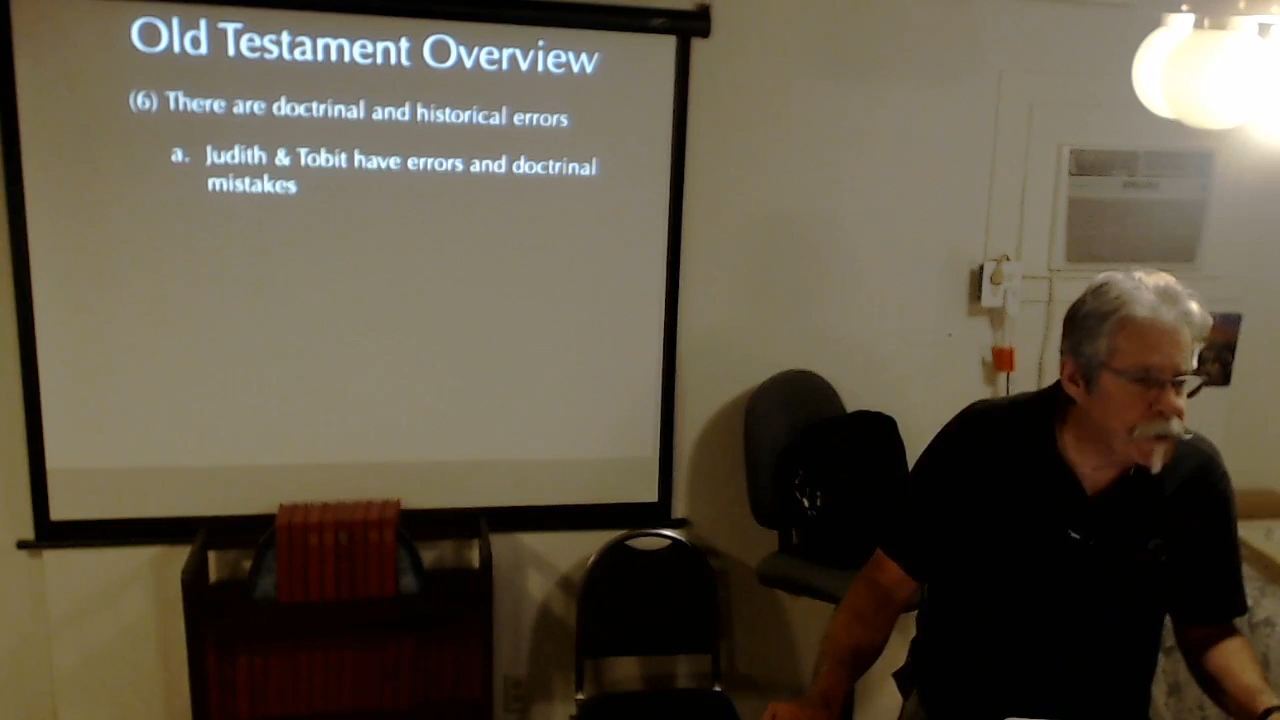 Old Testament Overview
(6) There are doctrinal and historical errors
a. Judith & Tobit have errors and doctrinal
mistakes